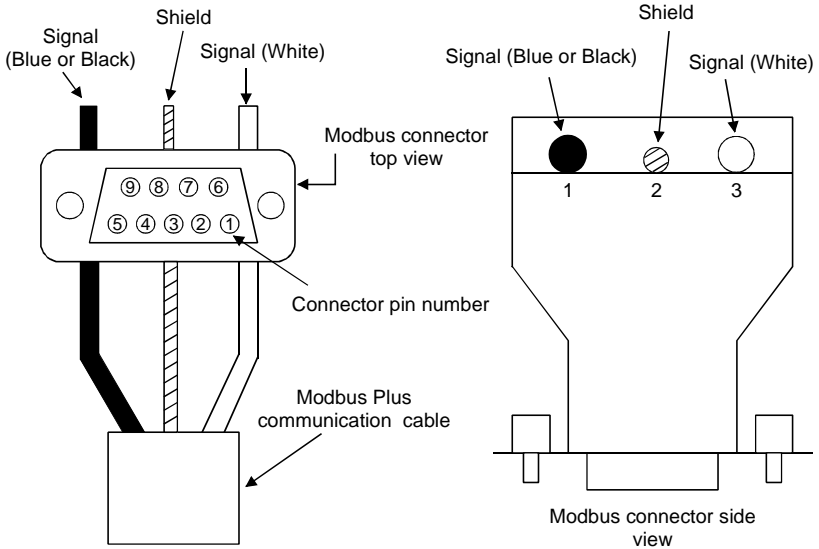 Signal
(Blue or Black)
Shield
Signal (White)
Modbus connector
top view
9 8 7 6
5 4 3 2 1
Connector pin number
Modbus Plus
communication cable
Shield
Signal (Blue or Black)
Signal (White)
1 2 3
Modbus connector side
view